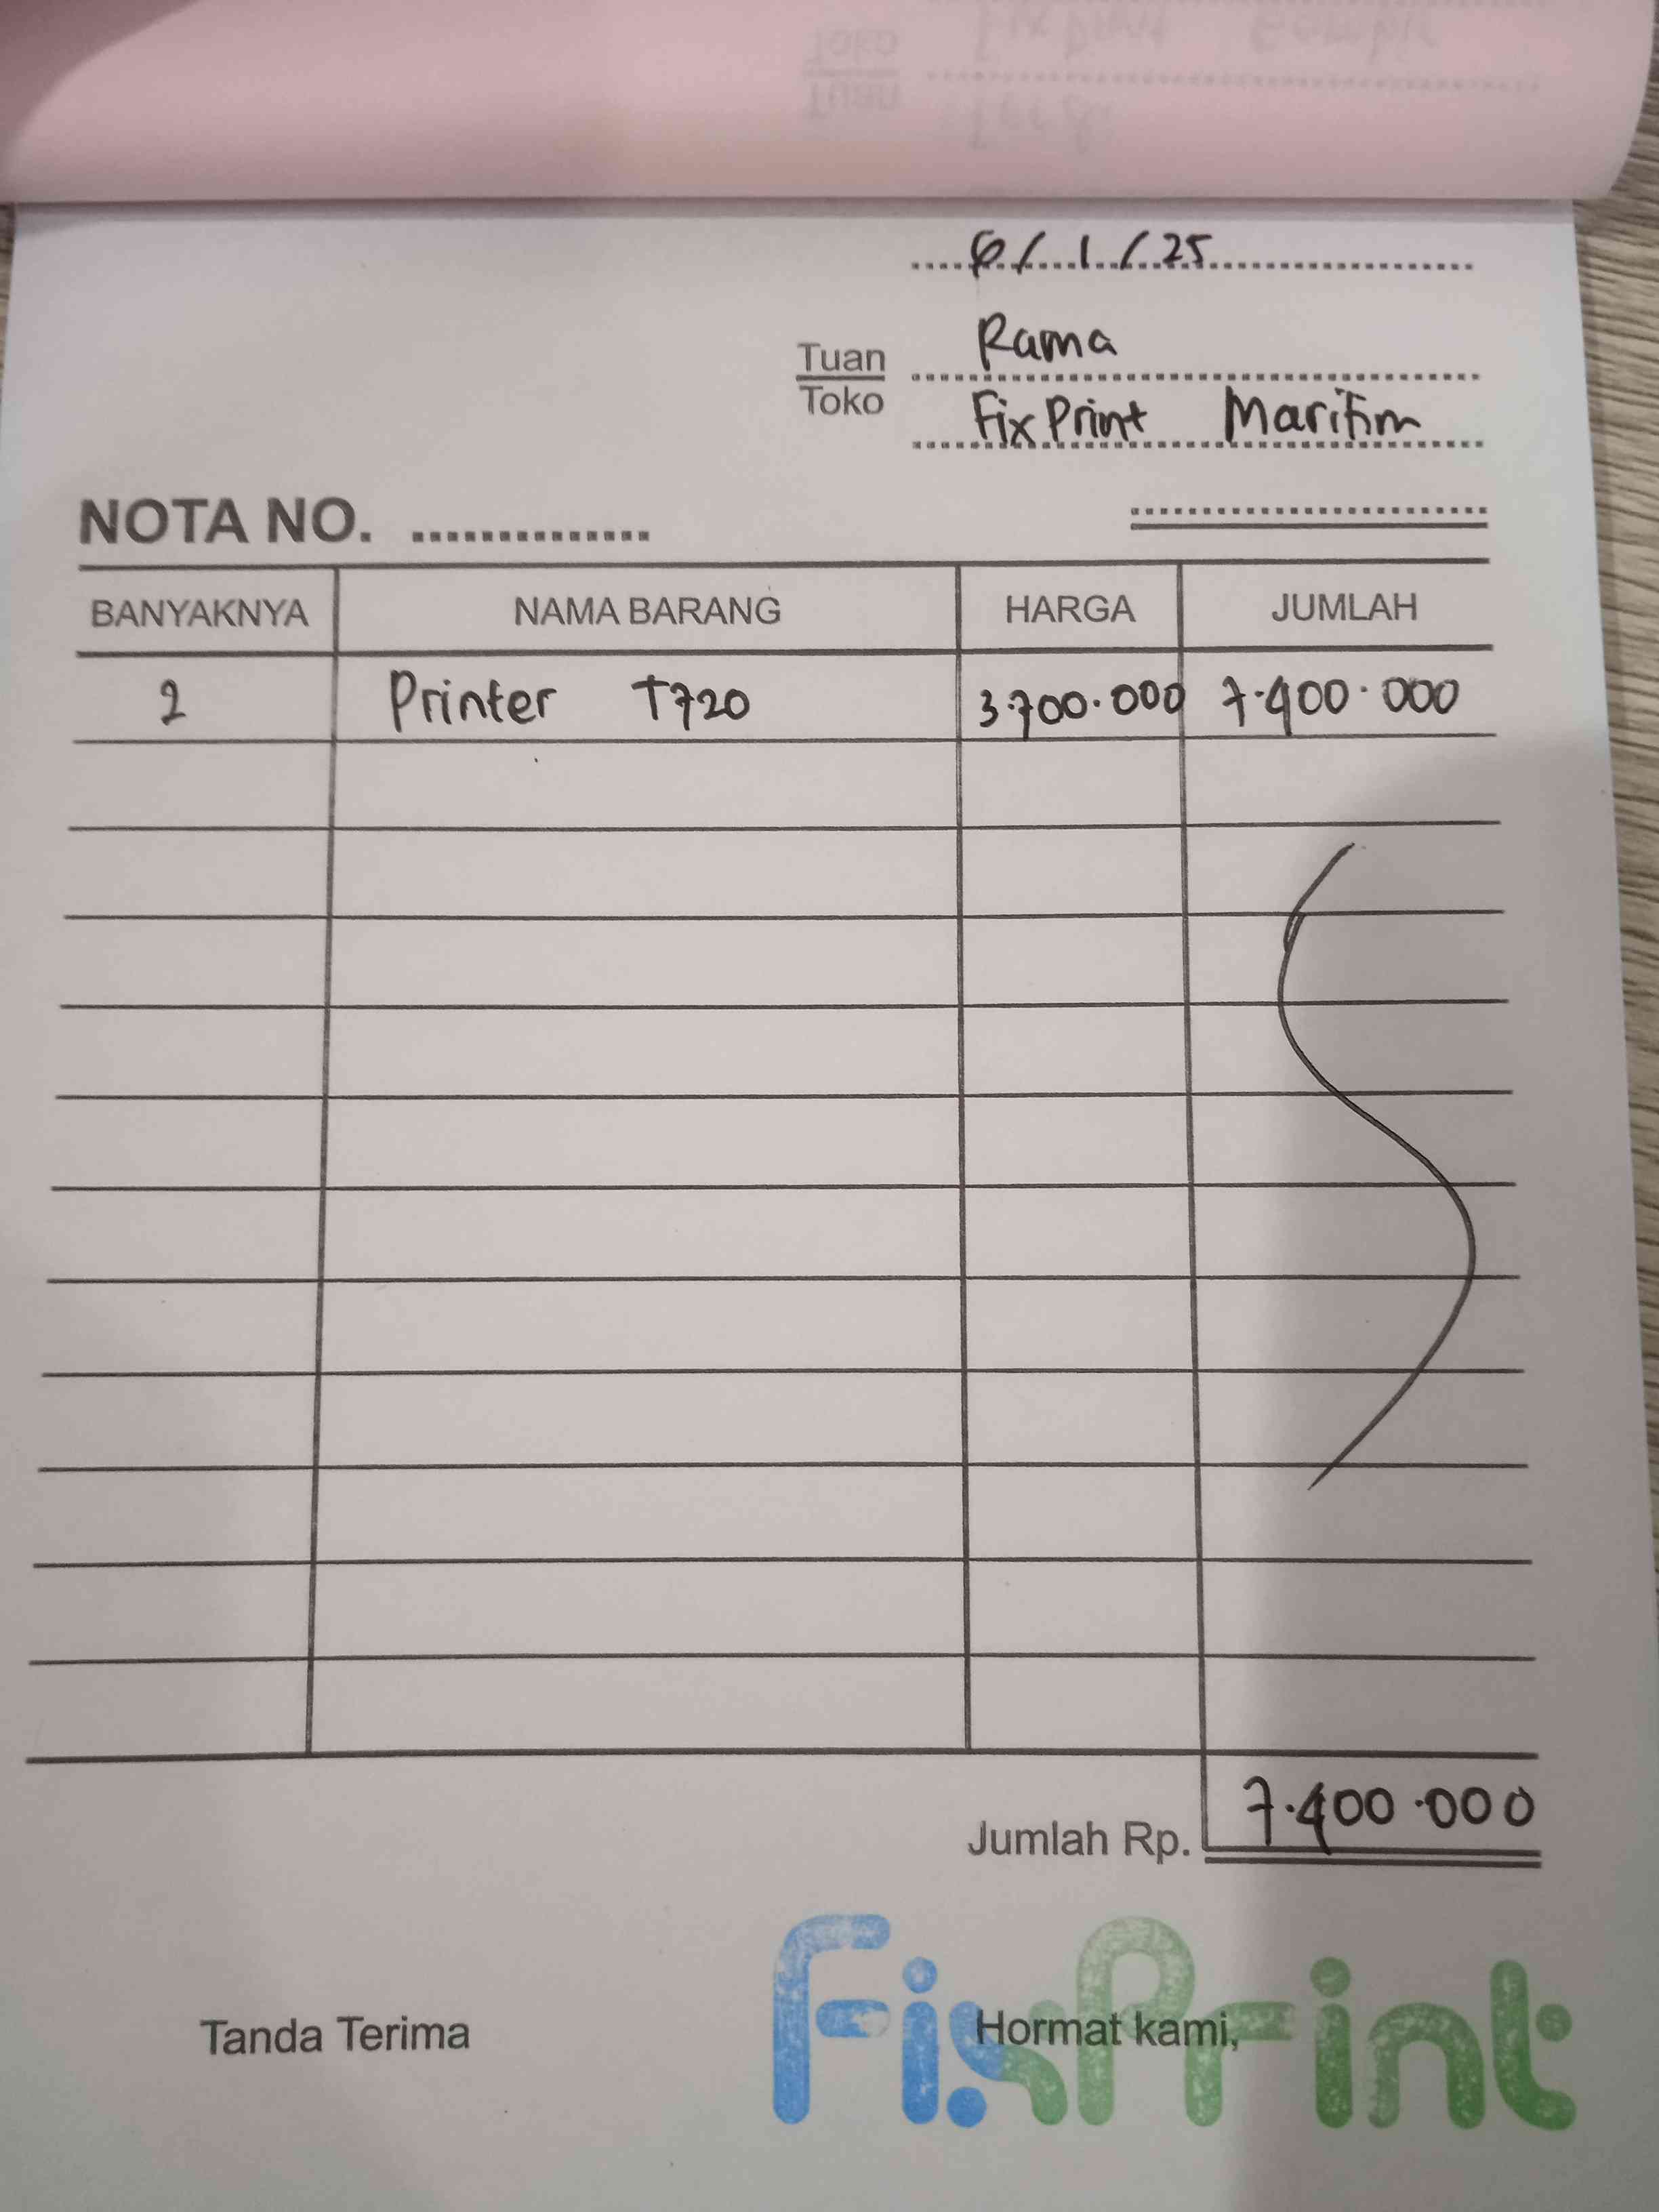 6/1/25
Tuan Rama
Toko FixPrint Maritim
NOTA NO. ..............
BANYAKNYA NAMA BARANG HARGA JUMLAH
2 Printer T720 3.700.000 7.400.000
Jumlah Rp. 7.400.000
Tanda Terima Hormat kami,
FixPrint